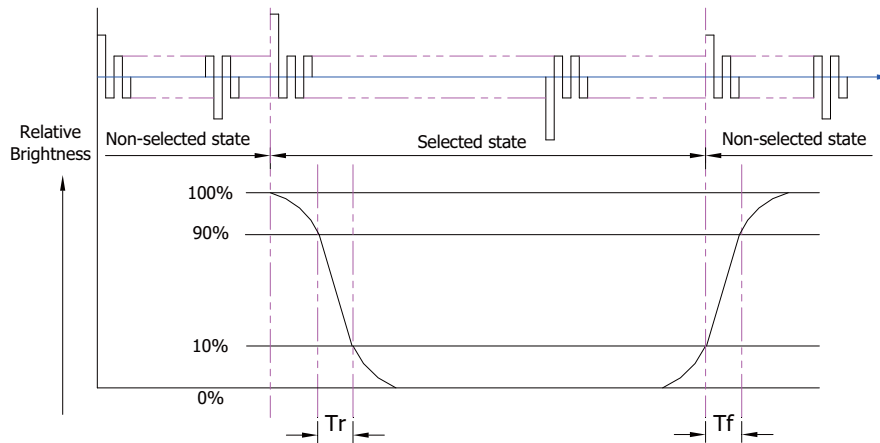 Relative
Brightness
Non-selected state
Selected state
Non-selected state
100%
90%
10%
0%
Tr
Tf